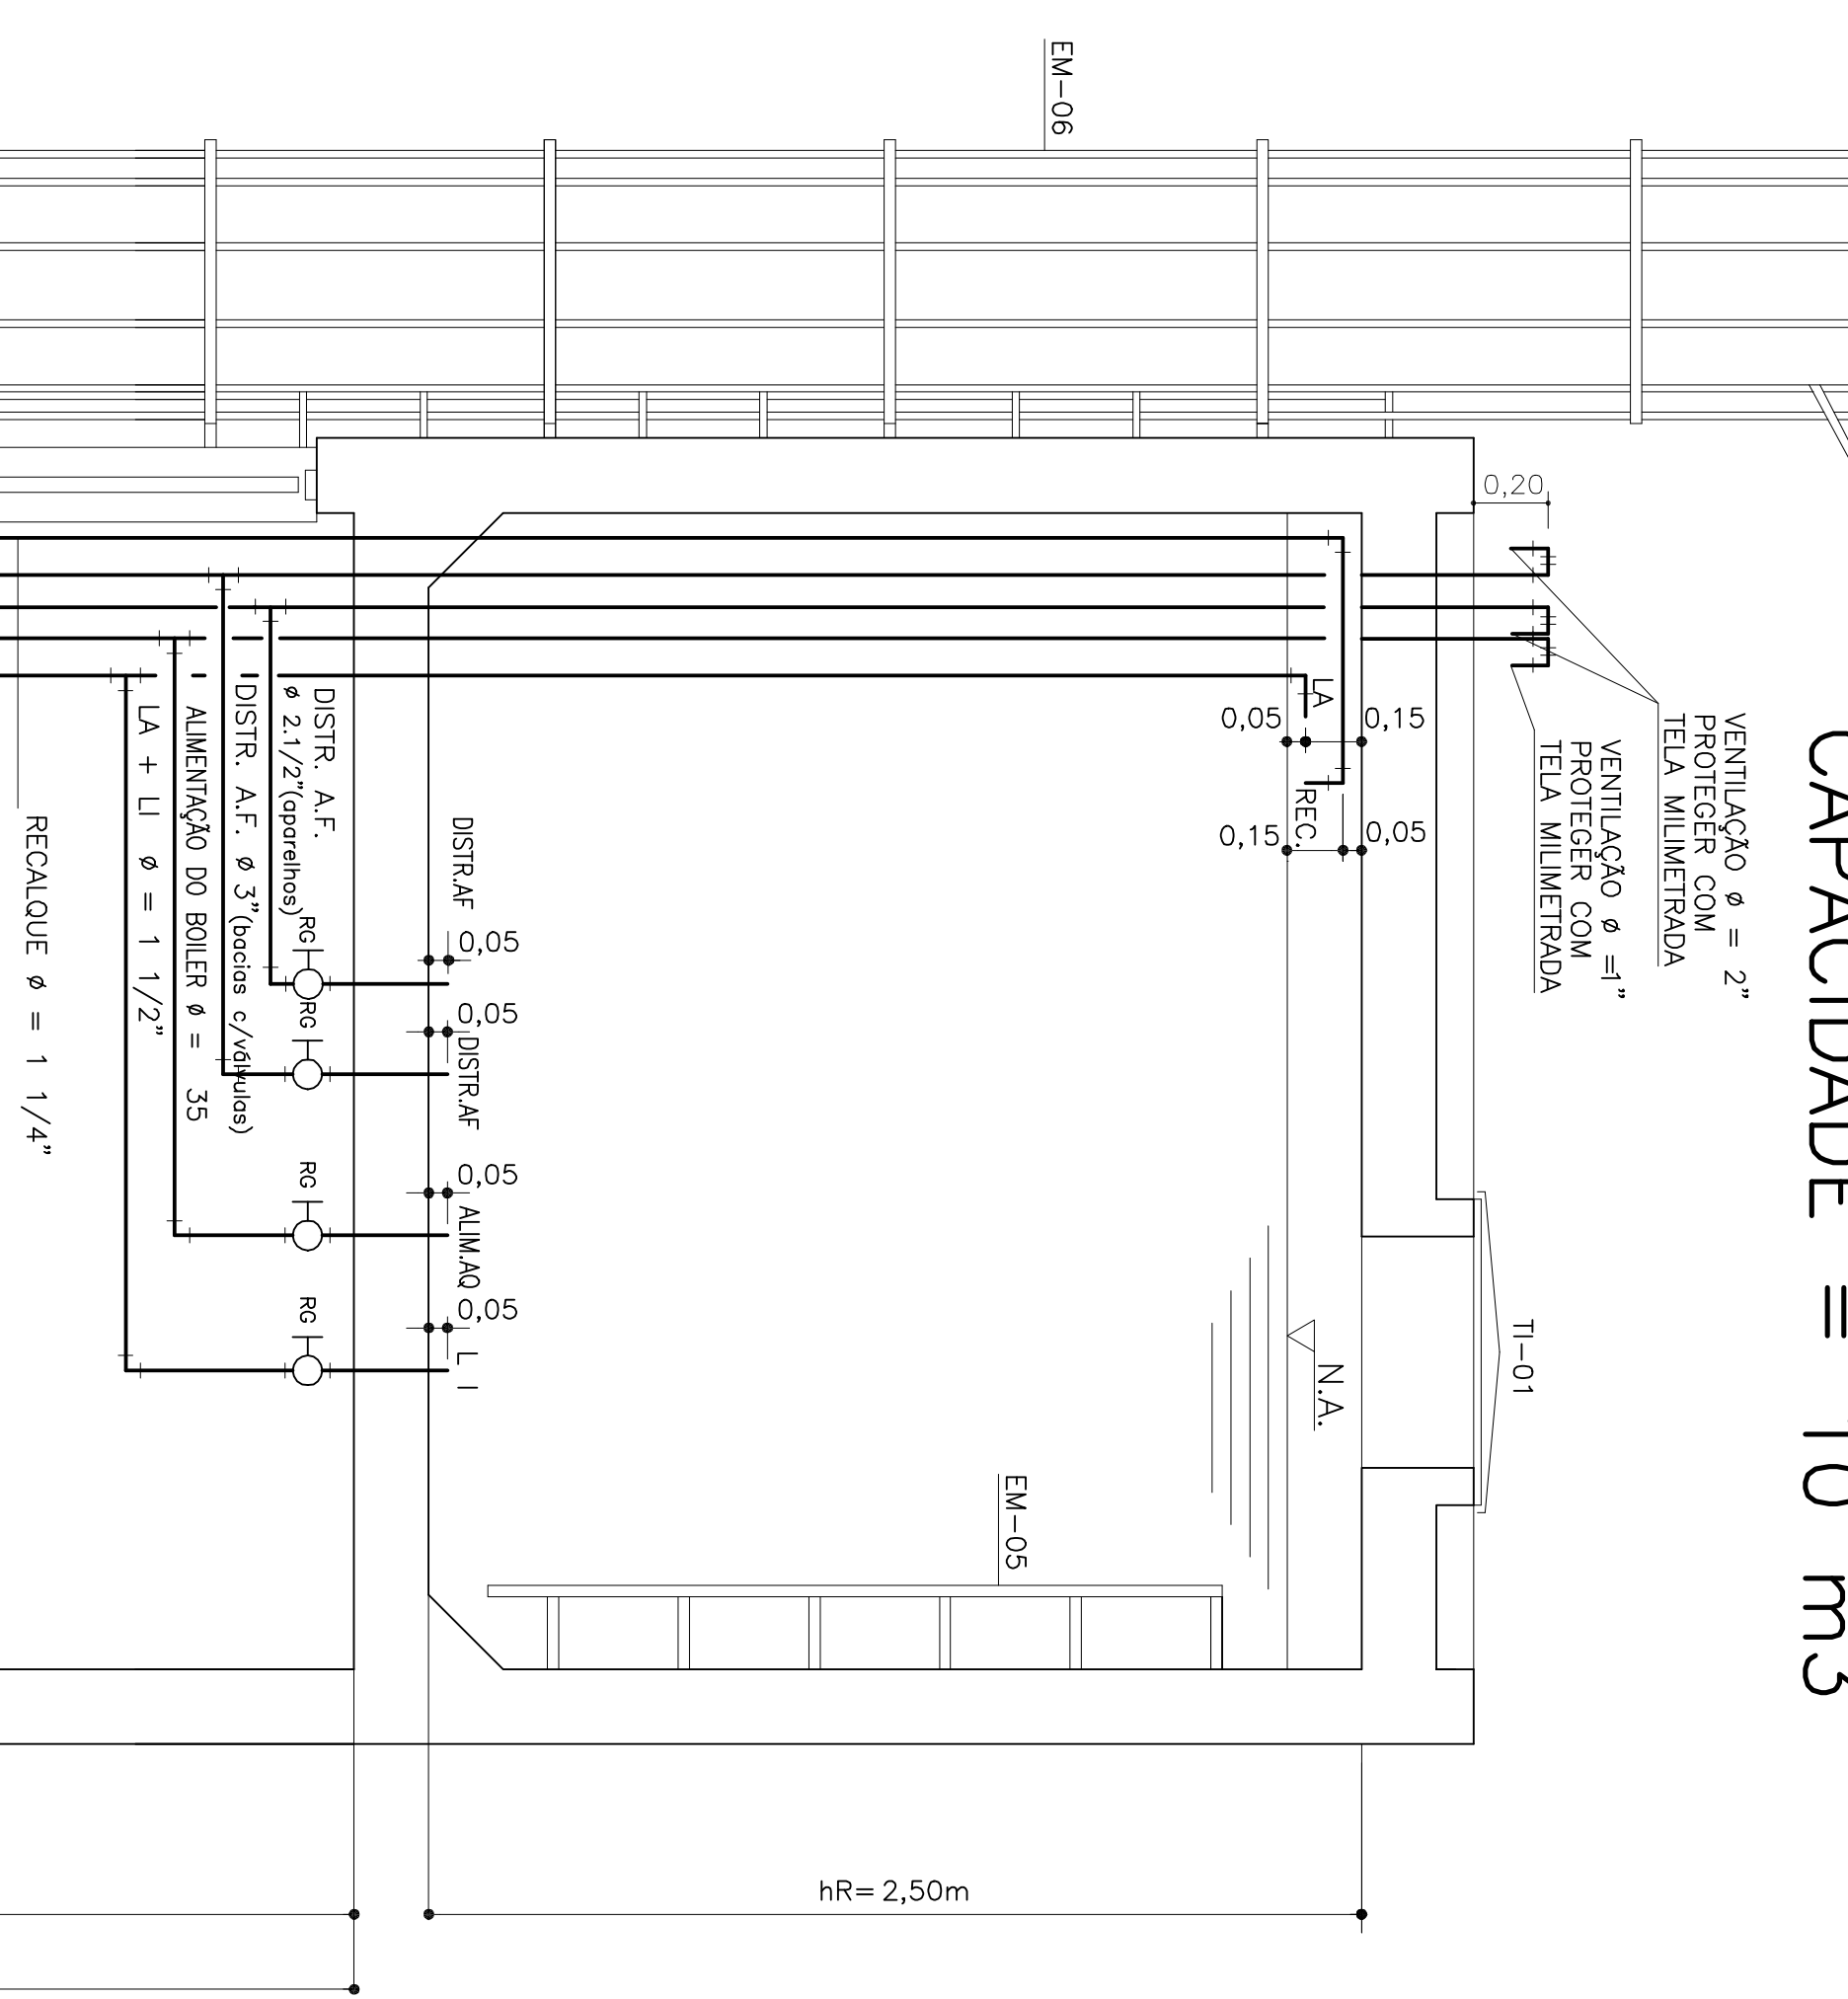 EM-06
0,20
VENTILAÇÃO ø = 2"
PROTEGER COM
TELA MILIMETRADA
VENTILAÇÃO ø =1"
PROTEGER COM
TELA MILIMETRADA
CAPACIDADE = 10 m3
LA
0,05
0,15
REC.
0,15
0,05
DISTR. A.F.
ø 2.1/2"(aparelhos)
DISTR. A.F. ø 3"(bacias c/válvulas)
ALIMENTAÇÃO DO BOILER ø = 35
LA + LI ø = 1 1/2"
RECALQUE ø = 1 1/4"
RG
RG
RG
RG
DISTR.AF
0,05
0,05
DISTR.AF
0,05
ALIM.AQ
0,05
L I
TI-01
N.A.
EM-05
hR= 2,50m